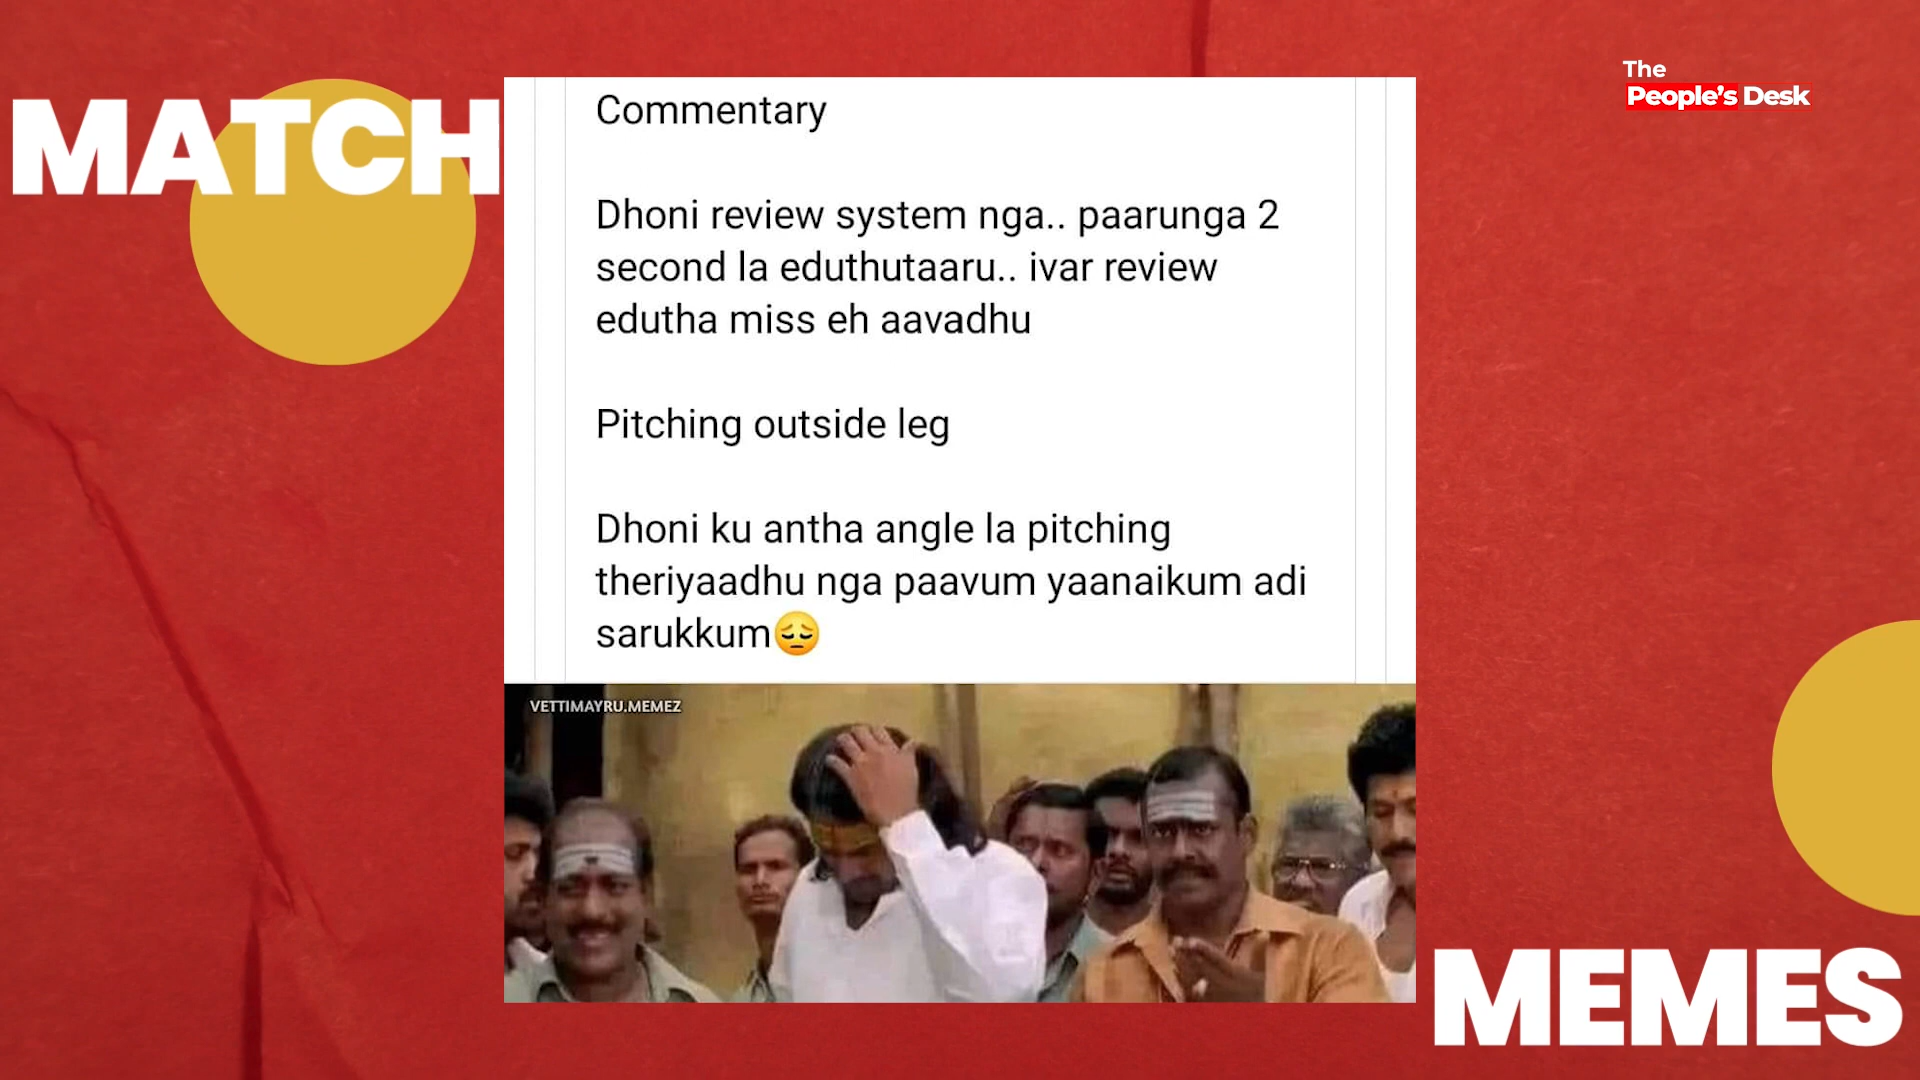 MATCH
The
People's Desk
Commentary
Dhoni review system nga.. paarunga 2
second la eduthutaaru.. ivar review
edutha miss eh aavadhu
Pitching outside leg
Dhoni ku antha angle la pitching
theriyaadhu nga paavum yaanaikum adi
sarukkum😔
VETTIMAYRU.MEMEZ
MEMES